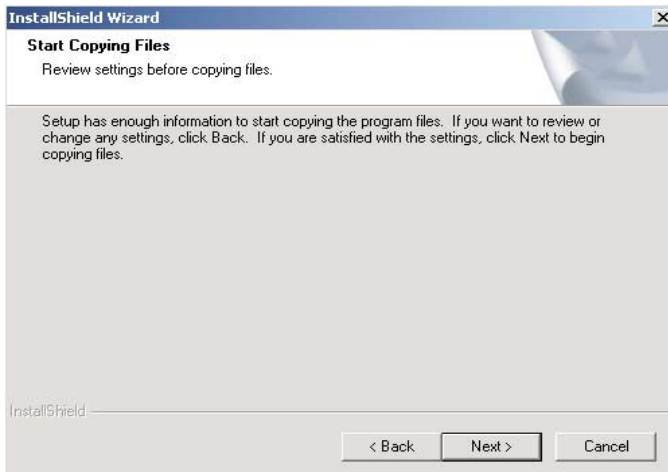 InstallShield Wizard
Start Copying Files
Review settings before copying files.
Setup has enough information to start copying the program files. If you want to review or
change any settings, click Back. If you are satisfied with the settings, click Next to begin
copying files.
InstallShield
< Back Next > Cancel